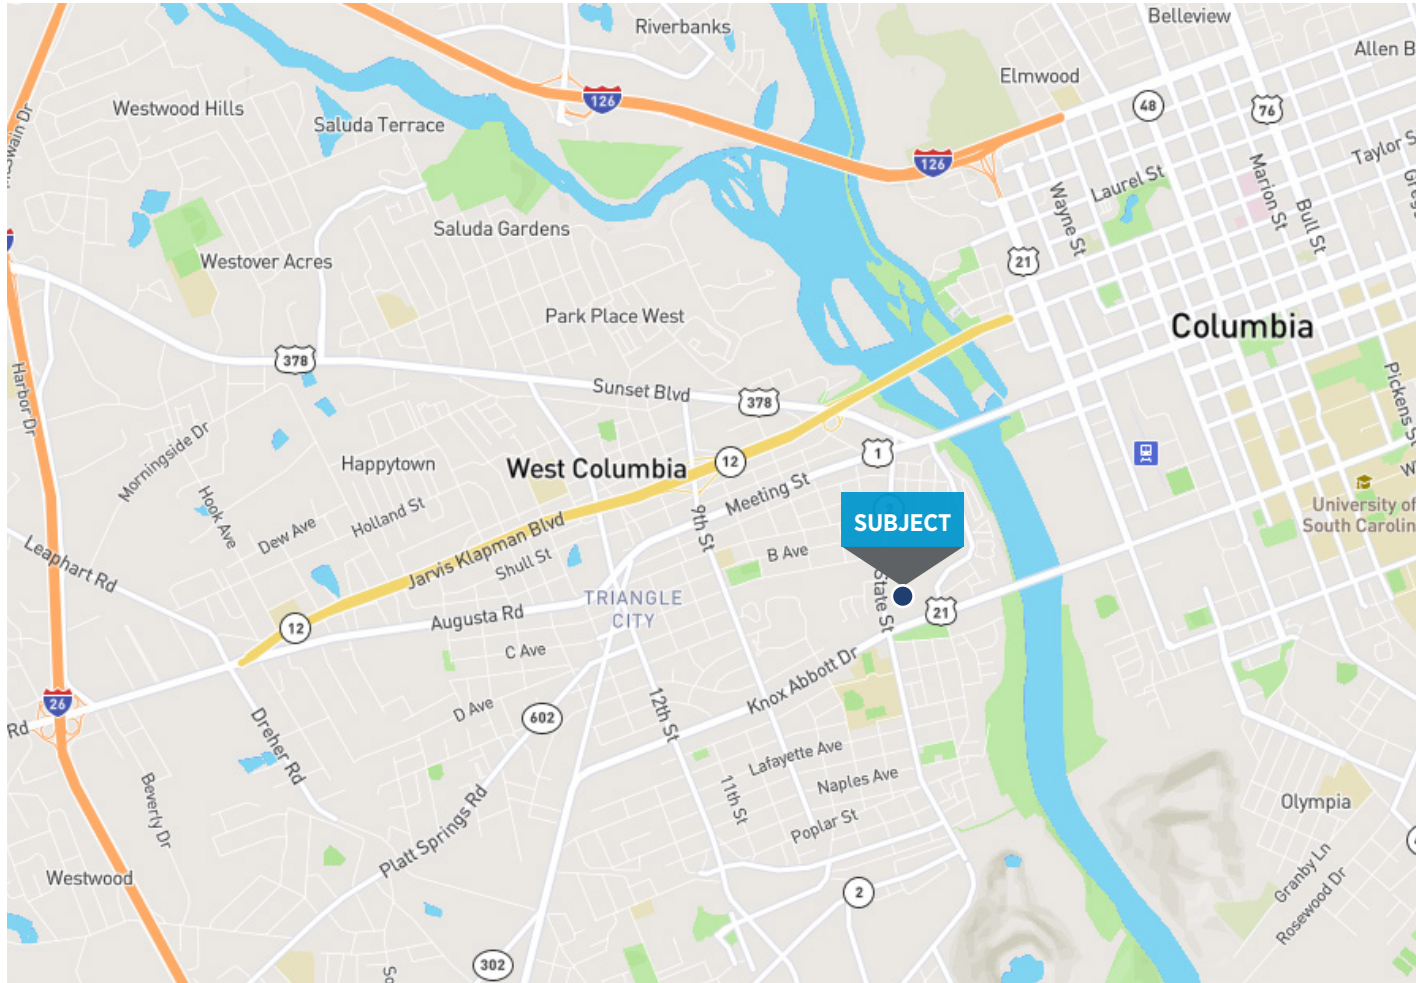 Belleview
Riverbanks
Allen B
Elmwood
126
48
76
Westwood Hills
Saluda Terrace
126
Taylor S
Laurel St
Wayne St
Marion St
Bull St
Saluda Gardens
Westover Acres
21
Park Place West
Columbia
378
Harbor Dr
Sunset Blvd
378
Pickens St
Morningside Dr
Happytown
West Columbia
12
1
Meeting St
Hook Ave
Dew Ave
Holland St
9th St
SUBJECT
University of
South Carolin
Leaphart Rd
Jarvis Klapman Blvd
Shull St
B Ave
State St
TRIANGLE
CITY
21
12
Augusta Rd
C Ave
Knox Abbott Dr
26
Rd
D Ave
602
12th St
Dreher Rd
Lafayette Ave
Naples Ave
11th St
Beverly Dr
Poplar St
Olympia
Platt Springs Rd
Westwood
2
Granby Ln
Rosewood Dr
302
So